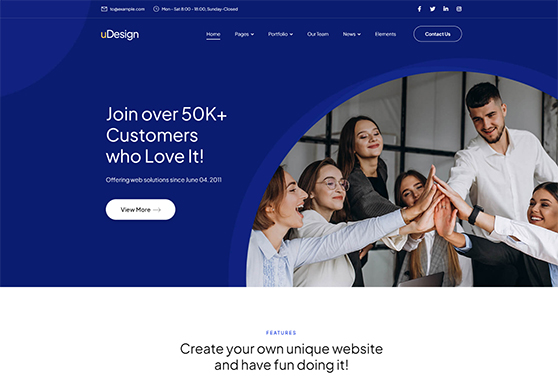 to@example.com
Mon - Sat 8:00 - 18:00, Sunday-Closed
uDesign
Home
Pages
Portfolio
Our Team
News
Elements
Contact Us
Join over 50K+
Customers
who Love It!
Offering web solutions since June 04. 2011
View More
FEATURES
Create your own unique website
and have fun doing it!